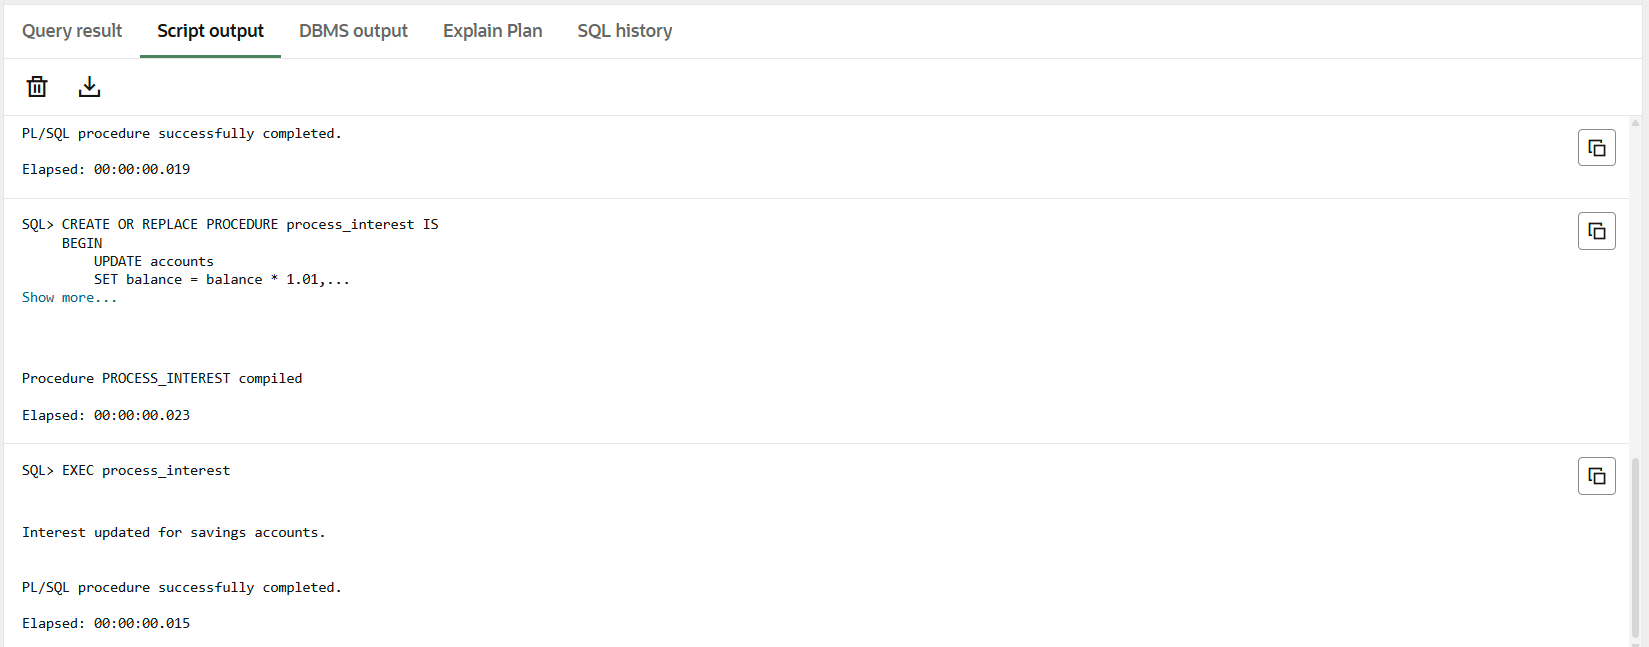 Query result Script output DBMS output Explain Plan SQL history
PL/SQL procedure successfully completed.
Elapsed: 00:00:00.019
SQL> CREATE OR REPLACE PROCEDURE process_interest IS
BEGIN
UPDATE accounts
SET balance = balance * 1.01,...
Show more...
Procedure PROCESS_INTEREST compiled
Elapsed: 00:00:00.023
SQL> EXEC process_interest
Interest updated for savings accounts.
PL/SQL procedure successfully completed.
Elapsed: 00:00:00.015